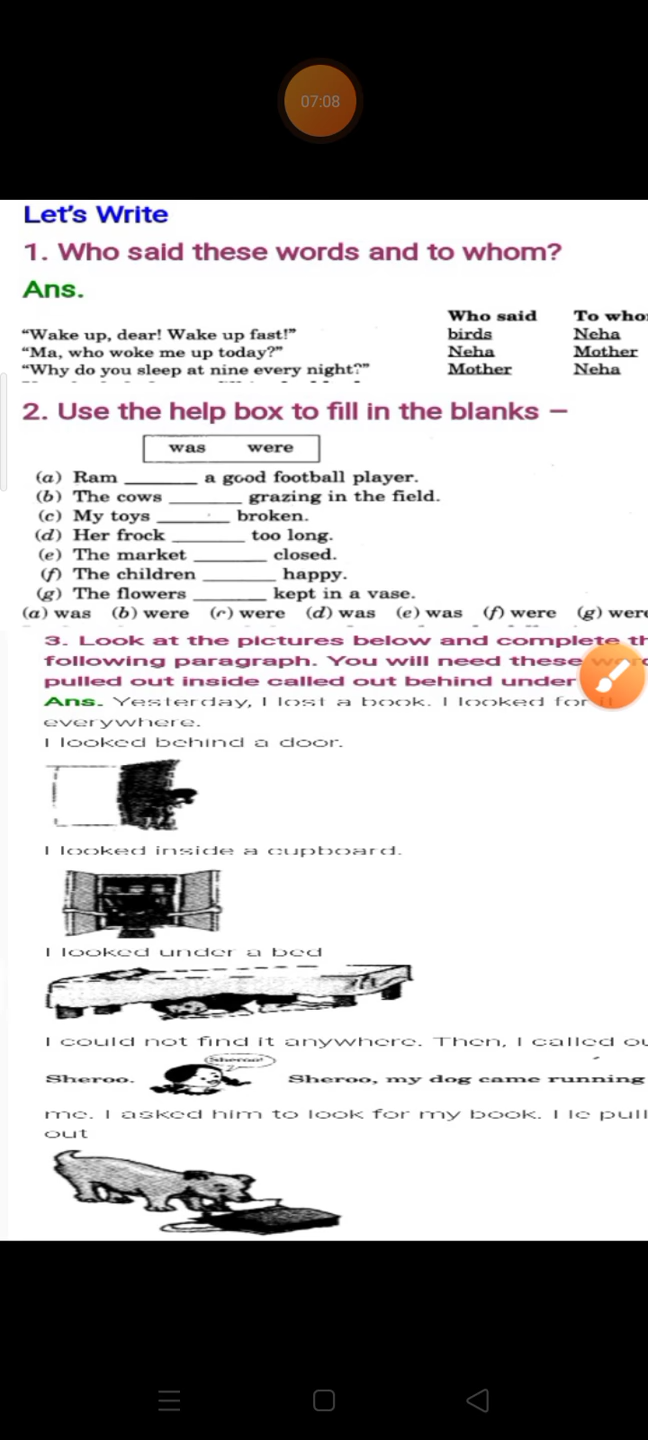 07:08
Let's Write
1. Who said these words and to whom?
Ans.
Who said To who
"Wake up, dear! Wake up fast!" birds Neha
"Ma, who woke me up today?" Neha Mother
"Why do you sleep at nine every night?" Mother Neha
2. Use the help box to fill in the blanks –
was were
(a) Ram ________ a good football player.
(b) The cows ________ grazing in the field.
(c) My toys ________ broken.
(d) Her frock ________ too long.
(e) The market ________ closed.
(f) The children ________ happy.
(g) The flowers ________ kept in a vase.
(a) was (b) were (c) were (d) was (e) was (f) were (g) were
3. Look at the pictures below and complete th
following paragraph. You will need these
pulled out inside called out behind under
Ans. Yesterday, I lost a book. I looked for it
everywhere.
I looked behind a door.
I looked inside a cupboard.
I looked under a bed
I could not find it anywhere. Then, I called ou
Sheroo!
Sheroo. Sheroo, my dog came running
me. I asked him to look for my book. He pull
out